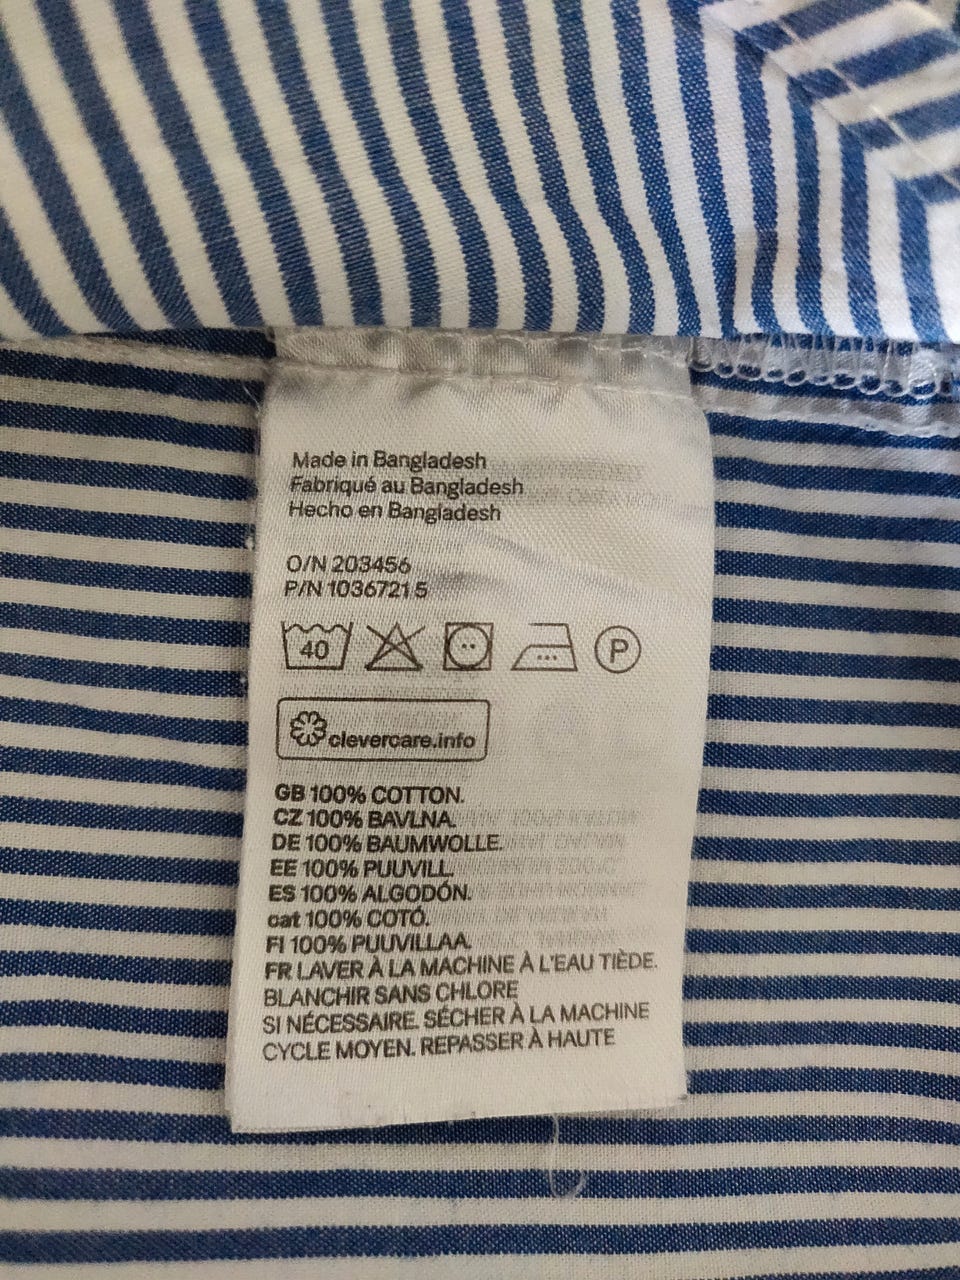 Made in Bangladesh
Fabriqué au Bangladesh
Hecho en Bangladesh
O/N 203456
P/N 1036721 5
40
P
clevercare.info
GB 100% COTTON.
CZ 100% BAVLNA.
DE 100% BAUMWOLLE.
EE 100% PUUVILL.
ES 100% ALGODÓN.
cat 100% COTÓ.
FI 100% PUUVILLAA.
FR LAVER À LA MACHINE À L'EAU TIÈDE.
BLANCHIR SANS CHLORE
SI NÉCESSAIRE. SÉCHER À LA MACHINE
CYCLE MOYEN. REPASSER À HAUTE